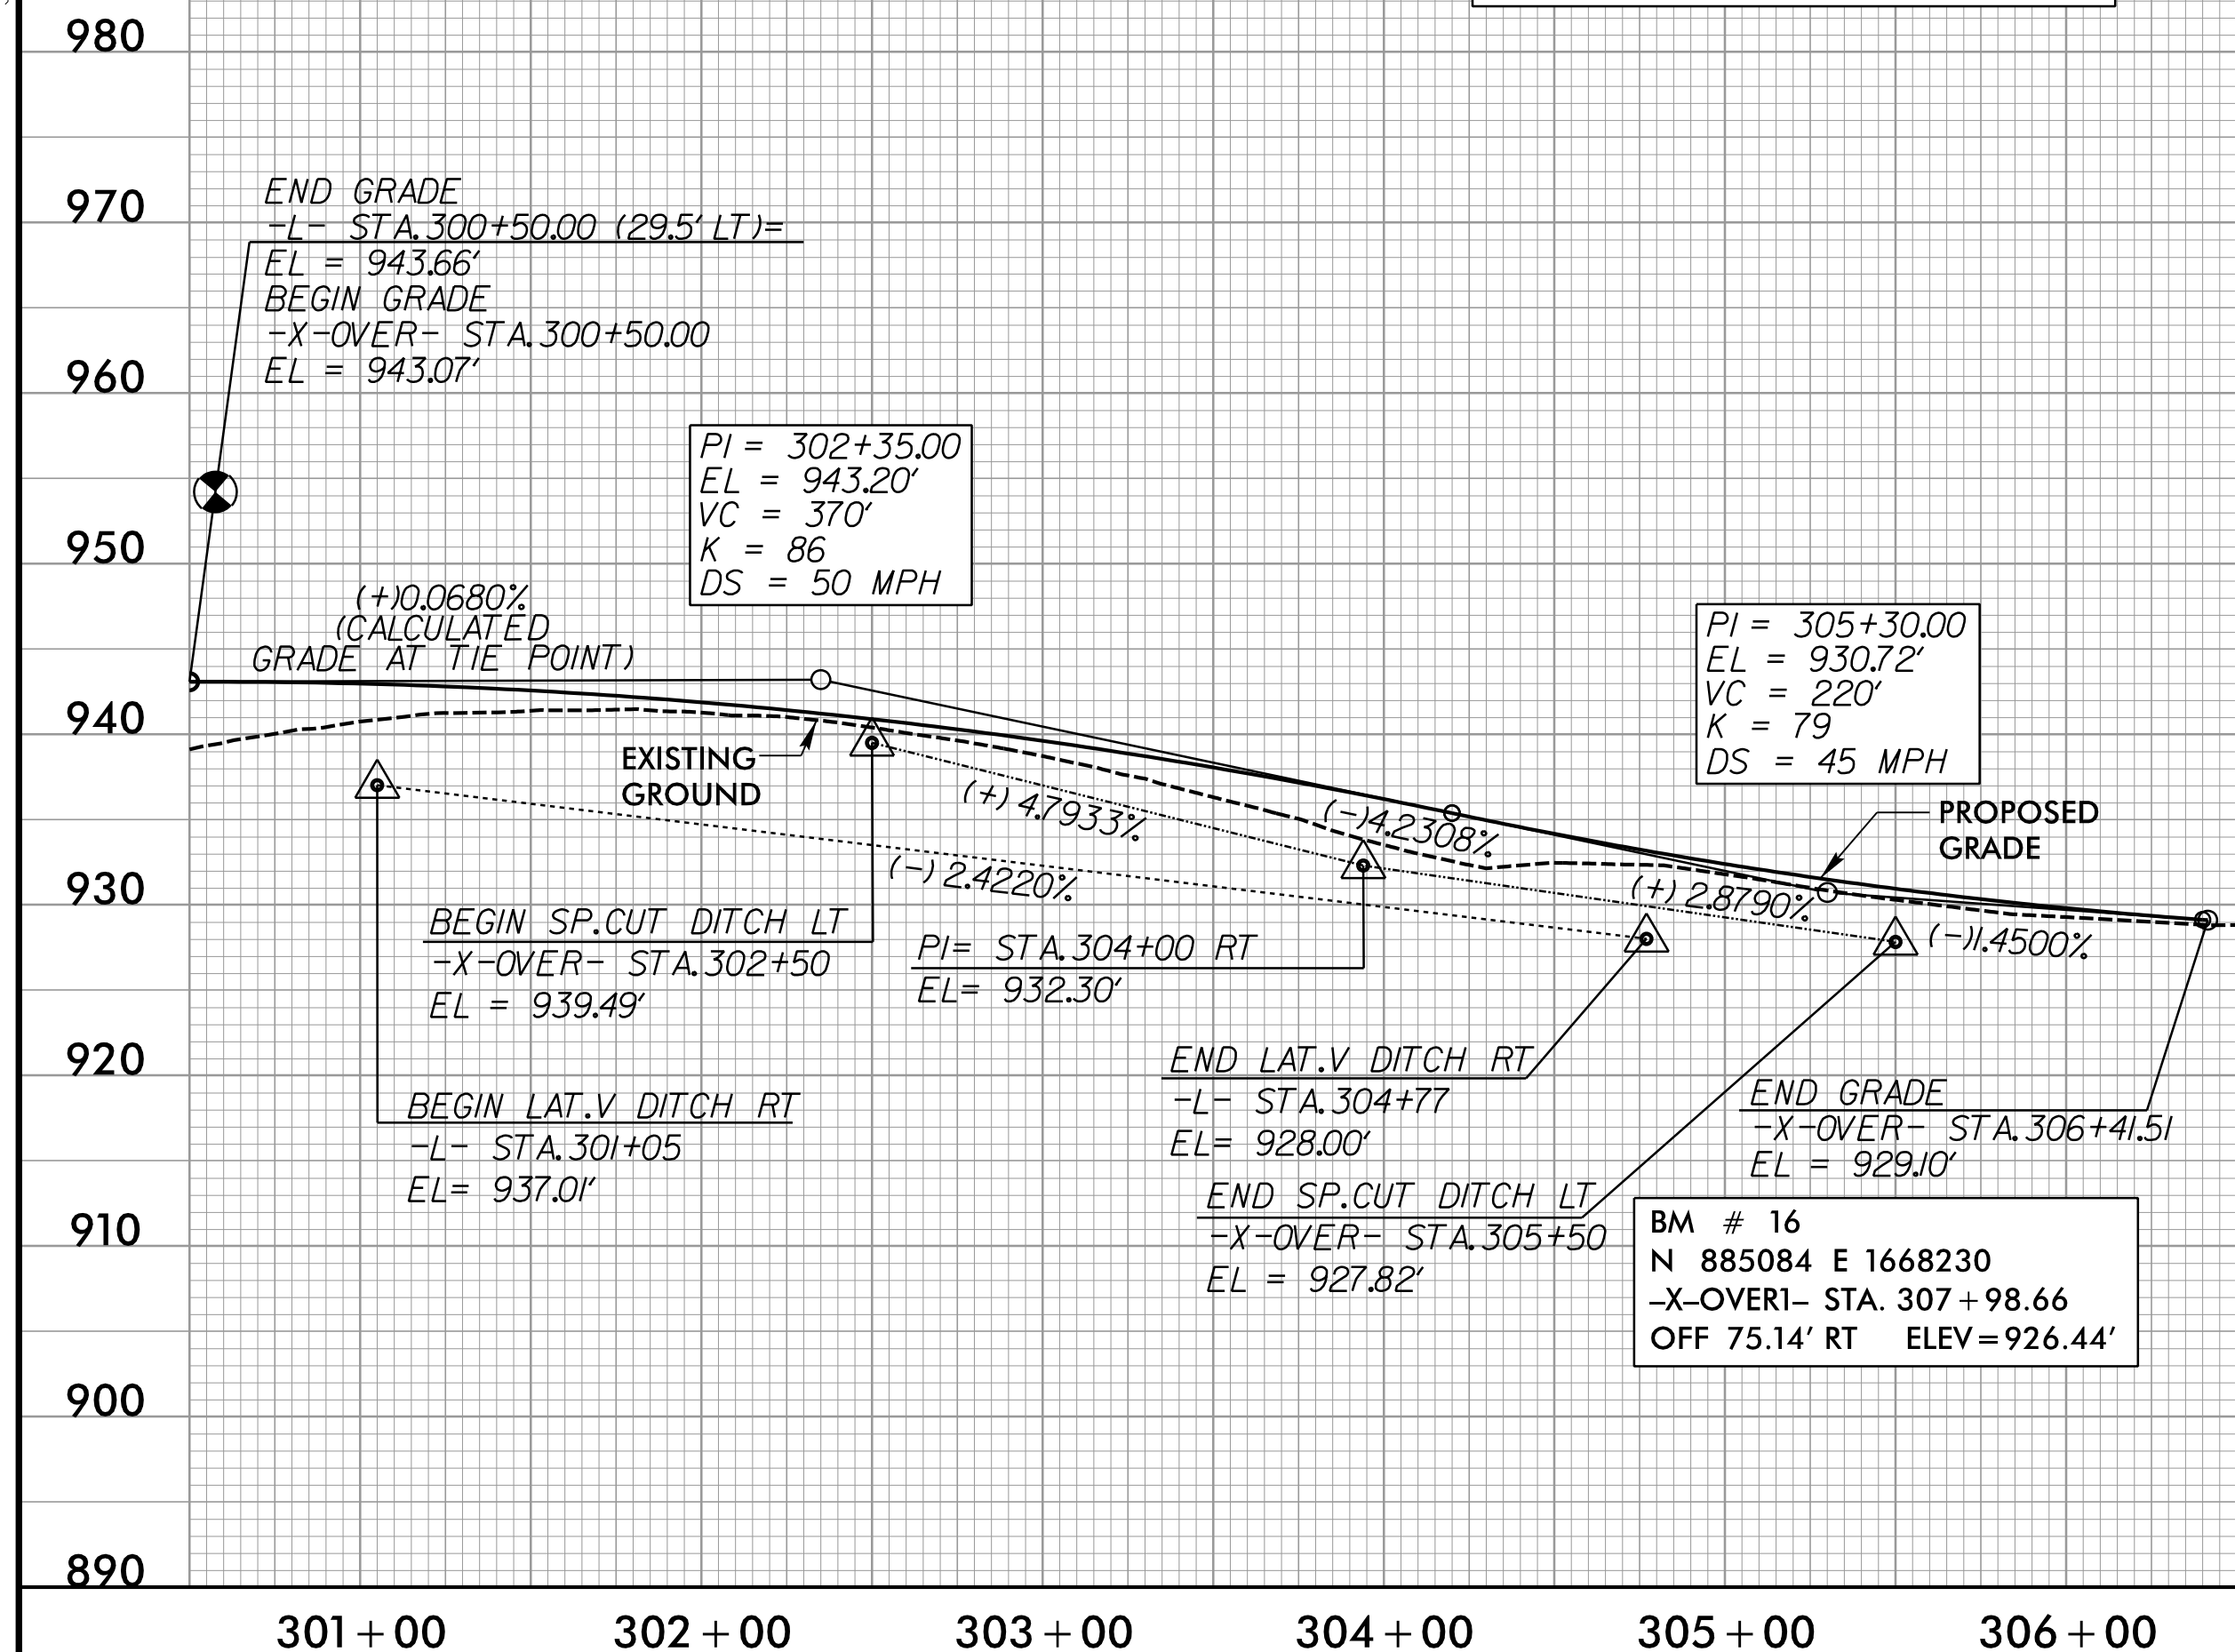 980
970
960
950
940
930
920
910
900
890
END GRADE
-L- STA.300+50.00 (29.5' LT)=
EL = 943.66'
BEGIN GRADE
-X-OVER- STA.300+50.00
EL = 943.07'
PI = 302+35.00
EL = 943.20'
VC = 370'
K = 86
DS = 50 MPH
(+)0.0680%
(CALCULATED
GRADE AT TIE POINT)
PI = 305+30.00
EL = 930.72'
VC = 220'
K = 79
DS = 45 MPH
EXISTING
GROUND
PROPOSED
GRADE
(+) 4.7933%
(-)4.2308%
(-) 2.4220%
(+) 2.8790%
(-)1.4500%
BEGIN SP.CUT DITCH LT
-X-OVER- STA.302+50
EL = 939.49'
PI= STA.304+00 RT
EL= 932.30'
BEGIN LAT.V DITCH RT
-L- STA.301+05
EL= 937.01'
END LAT.V DITCH RT
-L- STA.304+77
EL= 928.00'
END GRADE
-X-OVER- STA.306+41.51
EL = 929.10'
END SP.CUT DITCH LT
-X-OVER- STA.305+50
EL = 927.82'
BM # 16
N 885084 E 1668230
-X-OVER1- STA. 307+98.66
OFF 75.14' RT ELEV=926.44'
301+00 302+00 303+00 304+00 305+00 306+00